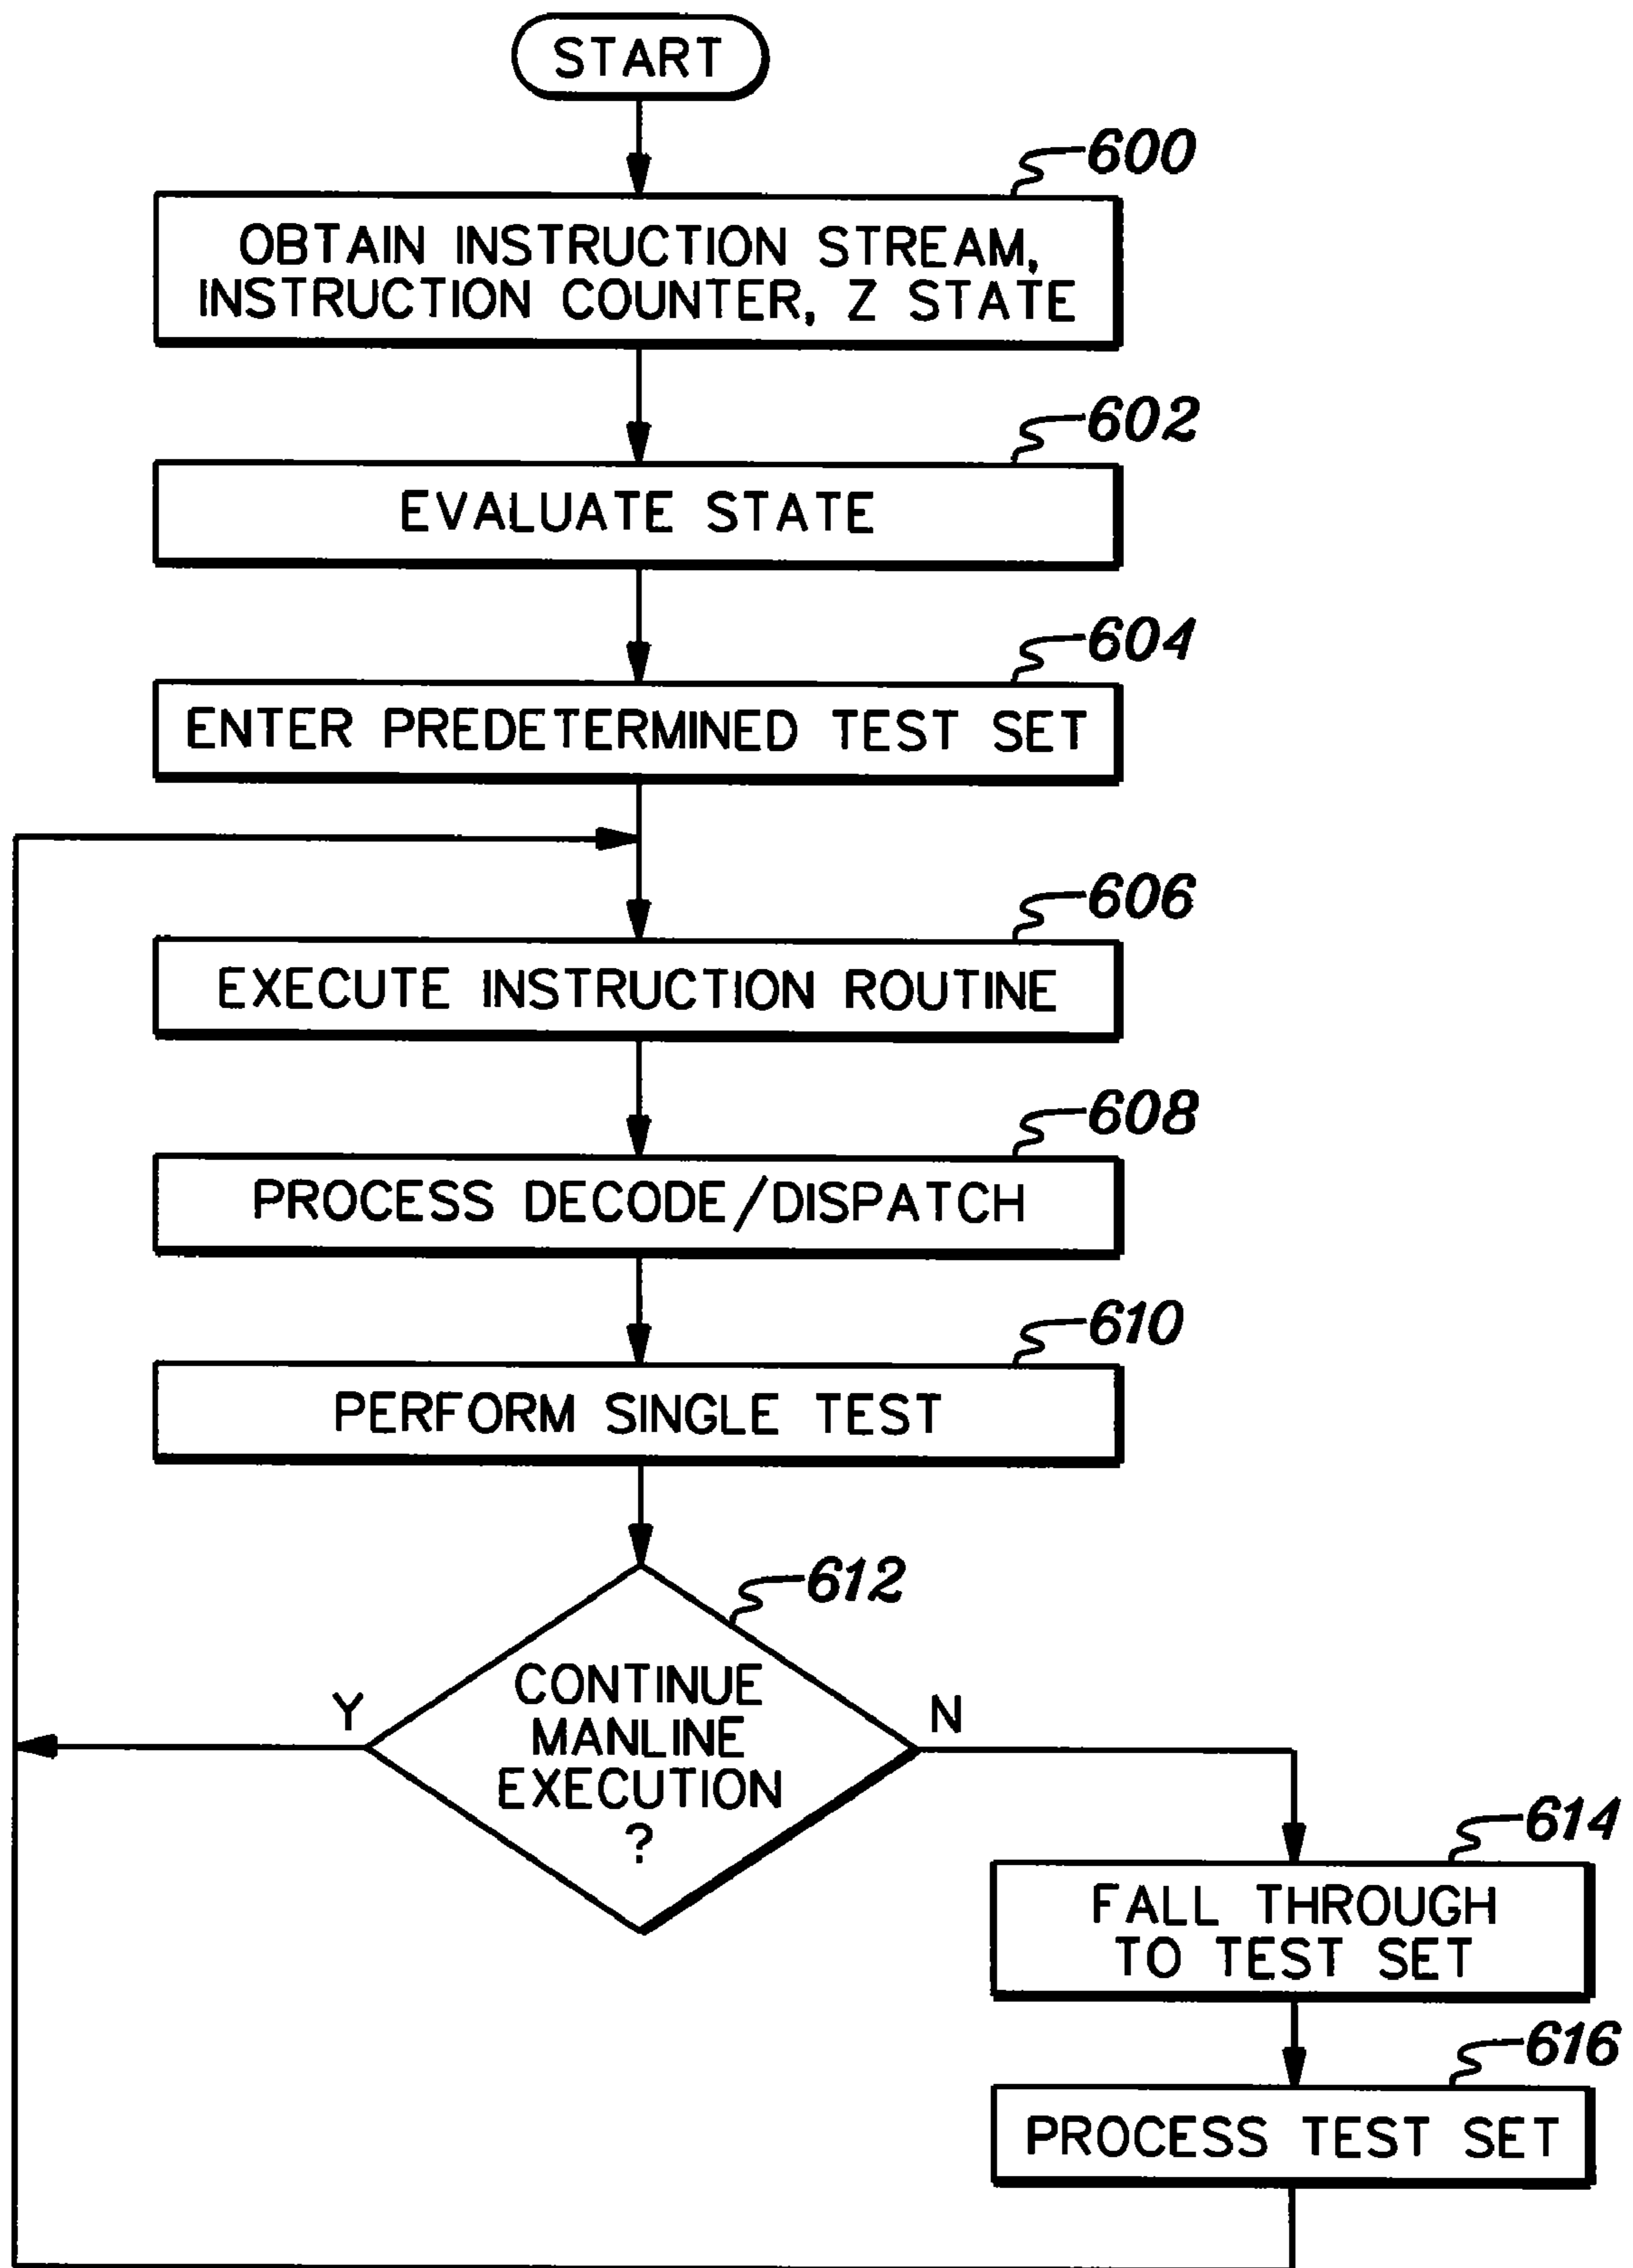 START
600
OBTAIN INSTRUCTION STREAM,
INSTRUCTION COUNTER, Z STATE
602
EVALUATE STATE
604
ENTER PREDETERMINED TEST SET
606
EXECUTE INSTRUCTION ROUTINE
608
PROCESS DECODE/DISPATCH
610
PERFORM SINGLE TEST
612
CONTINUE
MANLINE
EXECUTION
?
Y
N
614
FALL THROUGH
TO TEST SET
616
PROCESS TEST SET